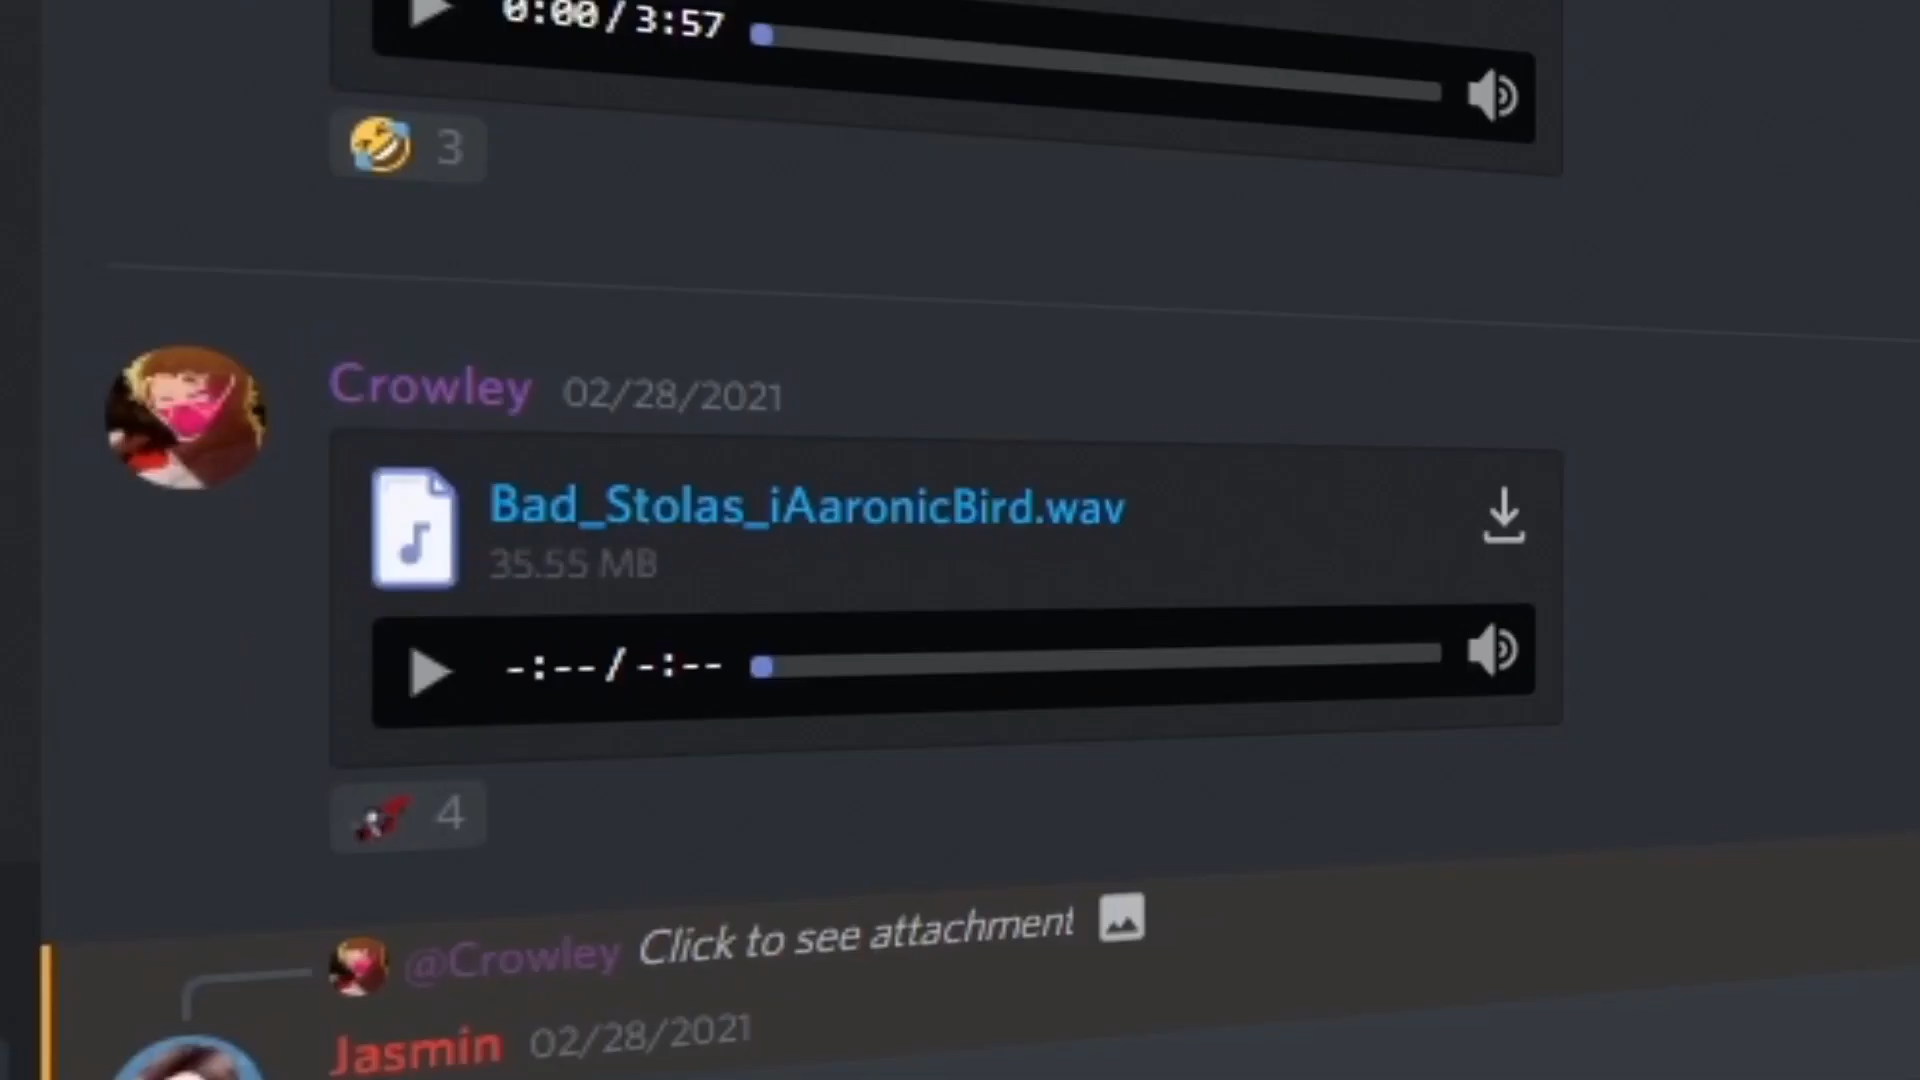 0:00 / 3:57
3
Crowley 02/28/2021
Bad_Stolas_iAaronicBird.wav
35.55 MB
-:-- / -:--
4
@Crowley Click to see attachment
Jasmin 02/28/2021